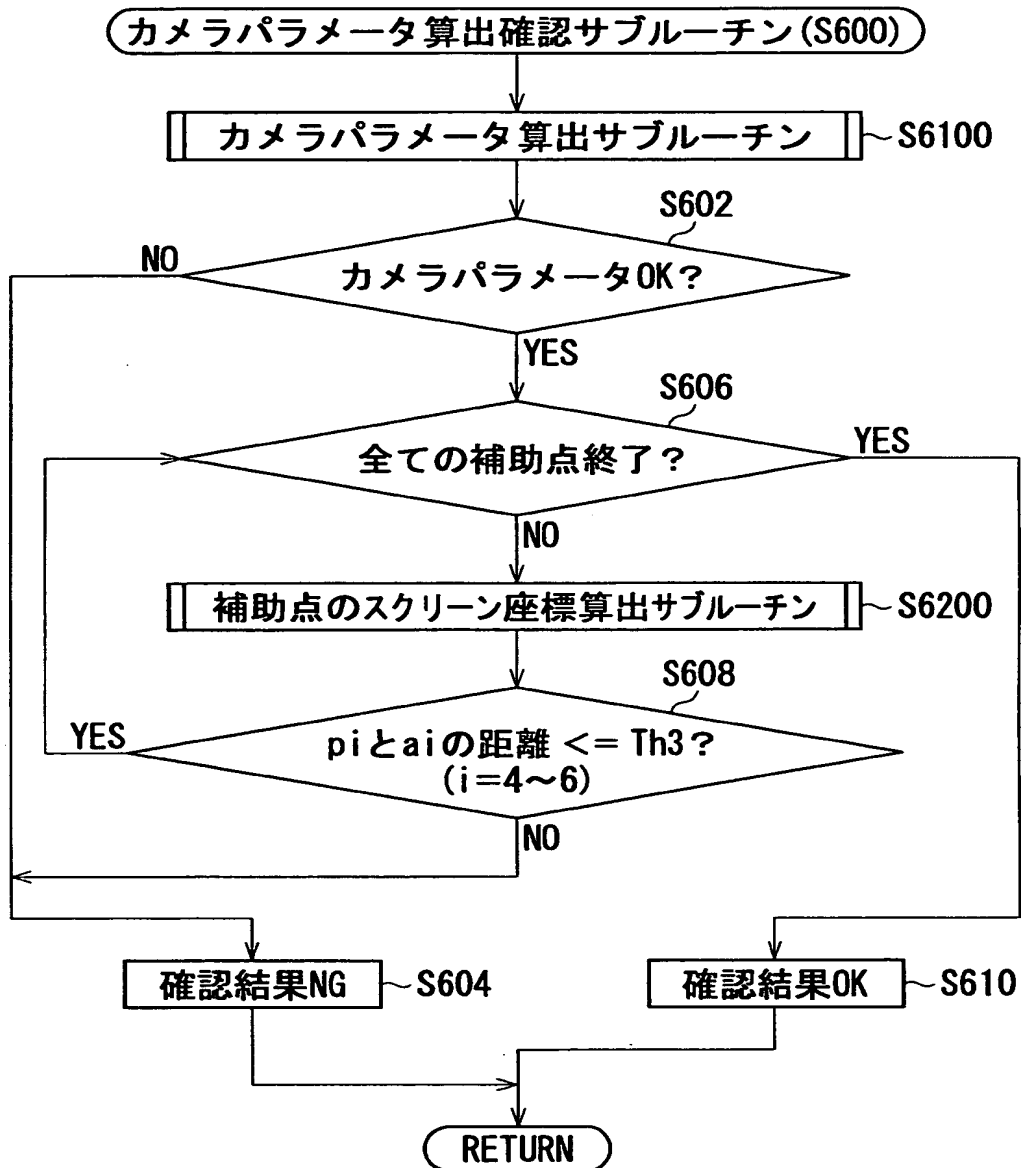 カメラパラメータ算出確認サブルーチン(S600)
カメラパラメータ算出サブルーチン
S6100
S602
NO
カメラパラメータOK?
YES
S606
YES
全ての補助点終了?
NO
補助点のスクリーン座標算出サブルーチン
S6200
S608
YES
piとaiの距離 <= Th3?
(i=4〜6)
NO
確認結果NG
S604
確認結果OK
S610
RETURN